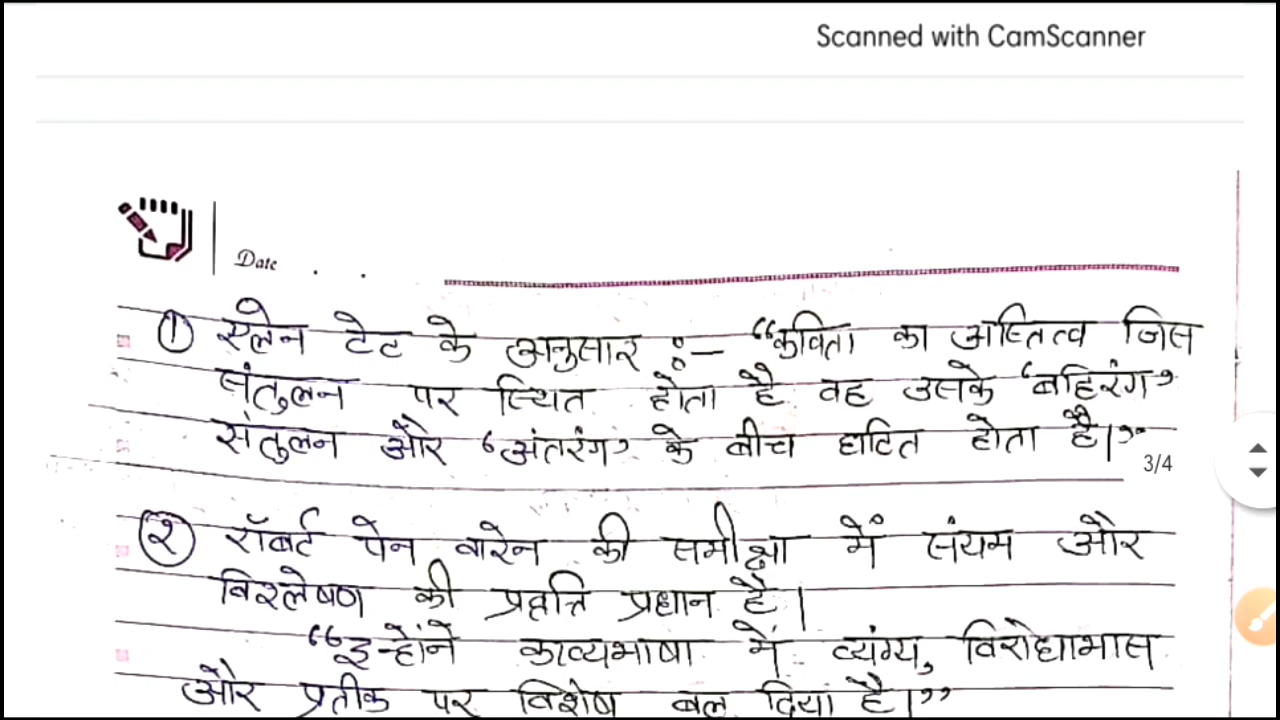 Scanned with CamScanner
Date . .
① एलेन टेट के अनुसार :– “कविता का अस्तित्व जिस
संतुलन पर स्थित होता है वह उसके ‘बहिरंग’
संतुलन और ‘अंतरंग’ के बीच घटित होता है।”
3/4
② रॉबर्ट पेन वारेन की समीक्षा में संयम और
विश्लेषण की प्रवृत्ति प्रधान है।
“इन्होंने काव्यभाषा में व्यंग्य, विरोधाभास
और प्रतीक पर विशेष बल दिया है।”